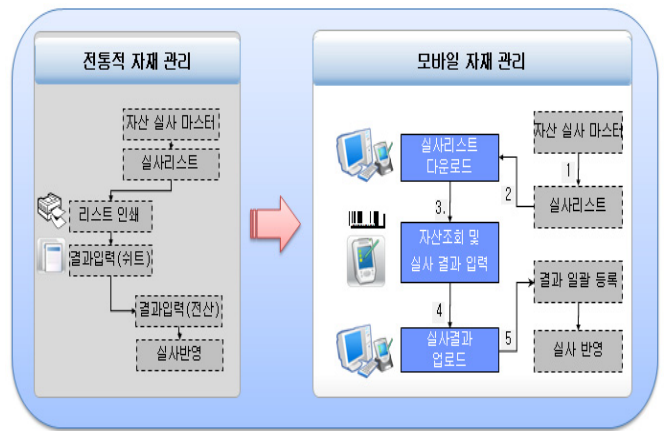 전통적 자재 관리
자산 실사 마스터
실사리스트
리스트 인쇄
결과입력(쉬트)
결과입력(전산)
실사반영
모바일 자재 관리
실사리스트
다운로드
자산 실사 마스터
1
2
실사리스트
3.
자산조회 및
실사 결과 입력
결과 일괄 등록
4
실사결과
업로드
5
실사 반영